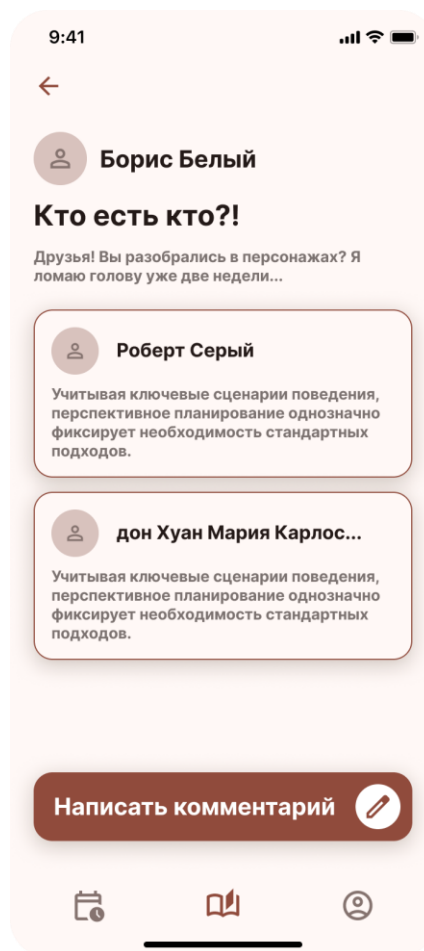 9:41
Борис Белый
Кто есть кто?!
Друзья! Вы разобрались в персонажах? Я
ломаю голову уже две недели...
Роберт Серый
Учитывая ключевые сценарии поведения,
перспективное планирование однозначно
фиксирует необходимость стандартных
подходов.
дон Хуан Мария Карлос...
Учитывая ключевые сценарии поведения,
перспективное планирование однозначно
фиксирует необходимость стандартных
подходов.
Написать комментарий